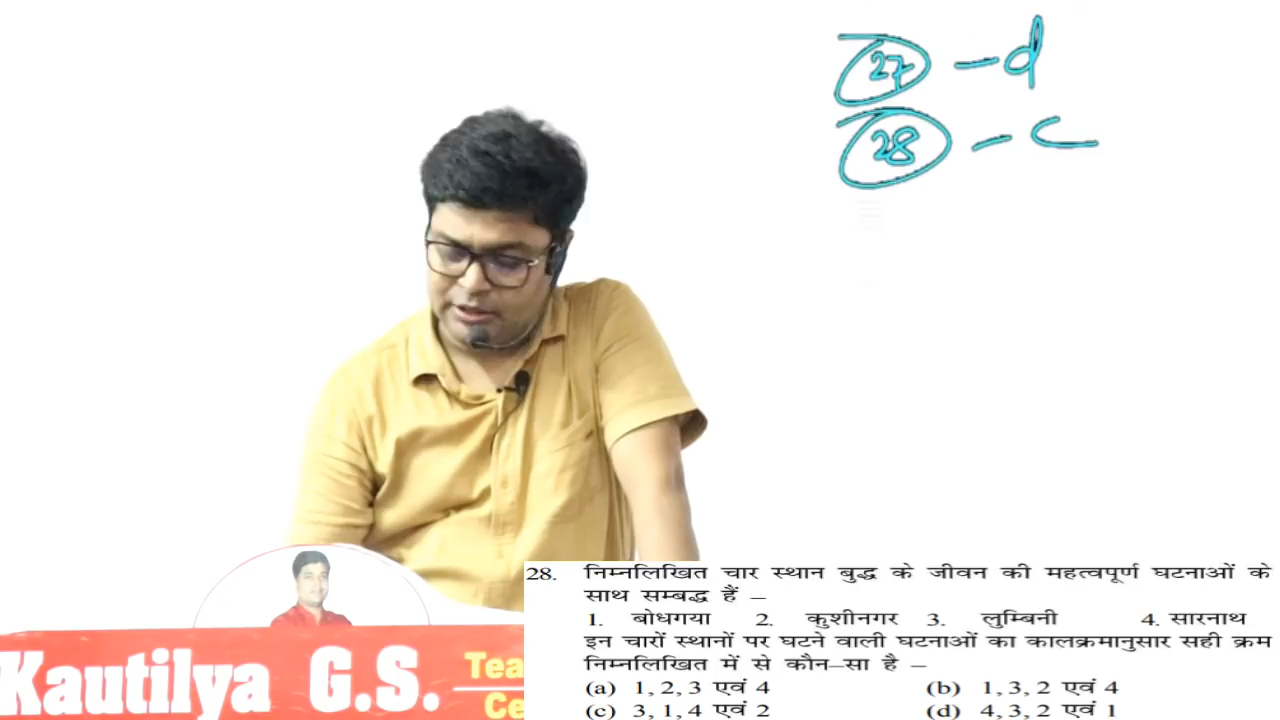 27 - d
28 - c
Kautilya G.S.
Tea
Ce
28. निम्नलिखित चार स्थान बुद्ध के जीवन की महत्वपूर्ण घटनाओं के
साथ सम्बद्ध हैं –
1. बोधगया 2. कुशीनगर 3. लुम्बिनी 4. सारनाथ
इन चारों स्थानों पर घटने वाली घटनाओं का कालक्रमानुसार सही क्रम
निम्नलिखित में से कौन–सा है –
(a) 1, 2, 3 एवं 4 (b) 1, 3, 2 एवं 4
(c) 3, 1, 4 एवं 2 (d) 4, 3, 2 एवं 1